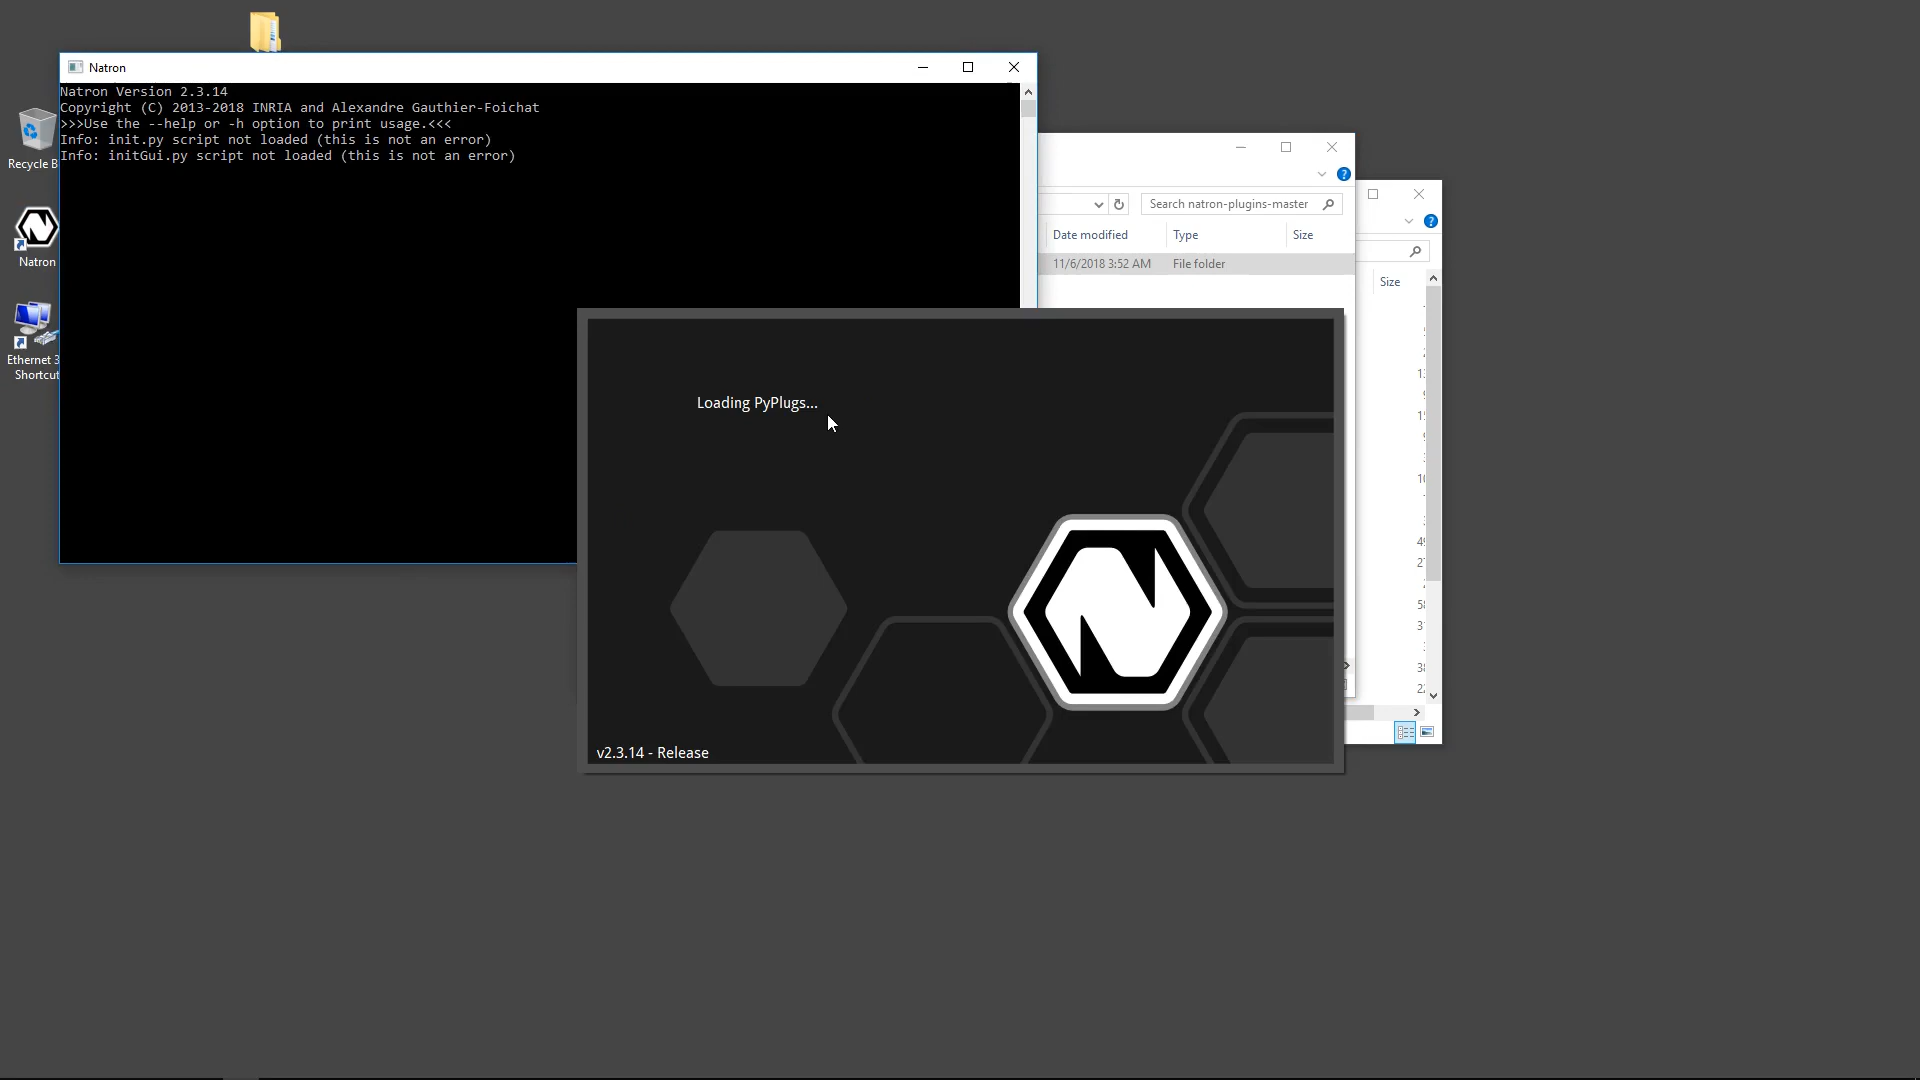 Natron
Natron Version 2.3.14
Copyright (C) 2013-2018 INRIA and Alexandre Gauthier-Foichat
>>>Use the --help or -h option to print usage.<<<
Info: init.py script not loaded (this is not an error)
Info: initGui.py script not loaded (this is not an error)
Recycle B
Natron
Ethernet 3
Shortcut
Search natron-plugins-master
Date modified
Type
Size
11/6/2018 3:52 AM
File folder
Size
Loading PyPlugs...
v2.3.14 - Release